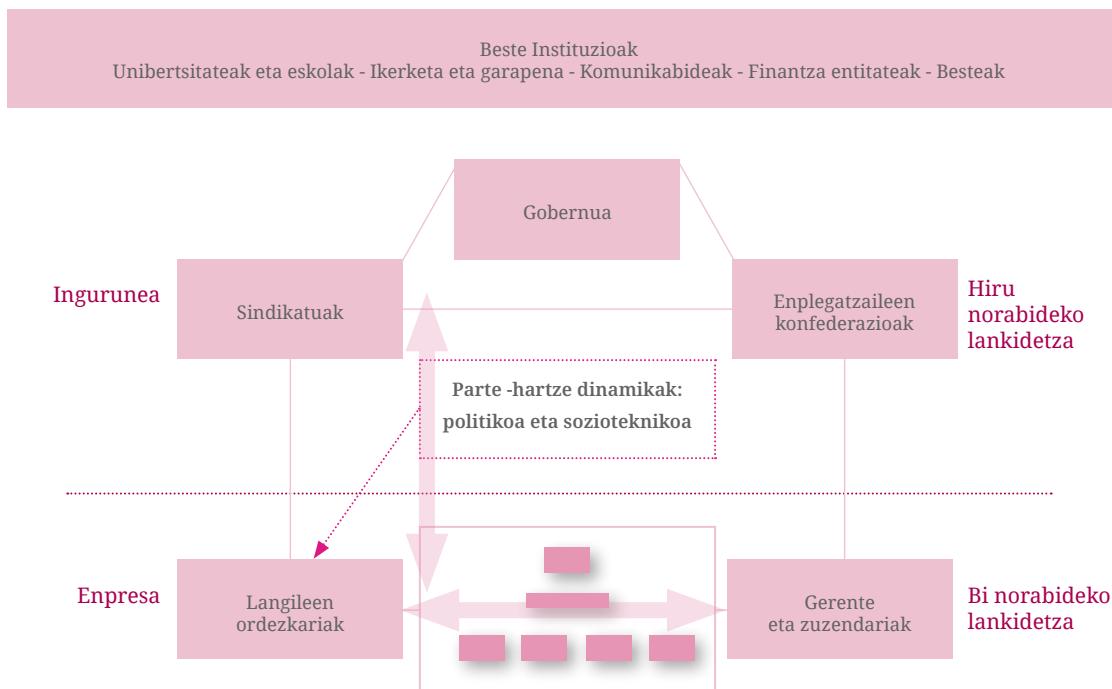 Beste Instituzioak
Unibertsitateak eta eskolak - Ikerketa eta garapena - Komunikabideak - Finantza entitateak - Besteak
Gobernua
Ingurunea
Sindikatuak
Enplegatzaileen
konfederazioak
Hiru
norabideko
lankidetza
Parte -hartze dinamikak:
politikoa eta sozioteknikoa
Enpresa
Langileen
ordezkariak
Gerente
eta zuzendariak
Bi norabideko
lankidetza